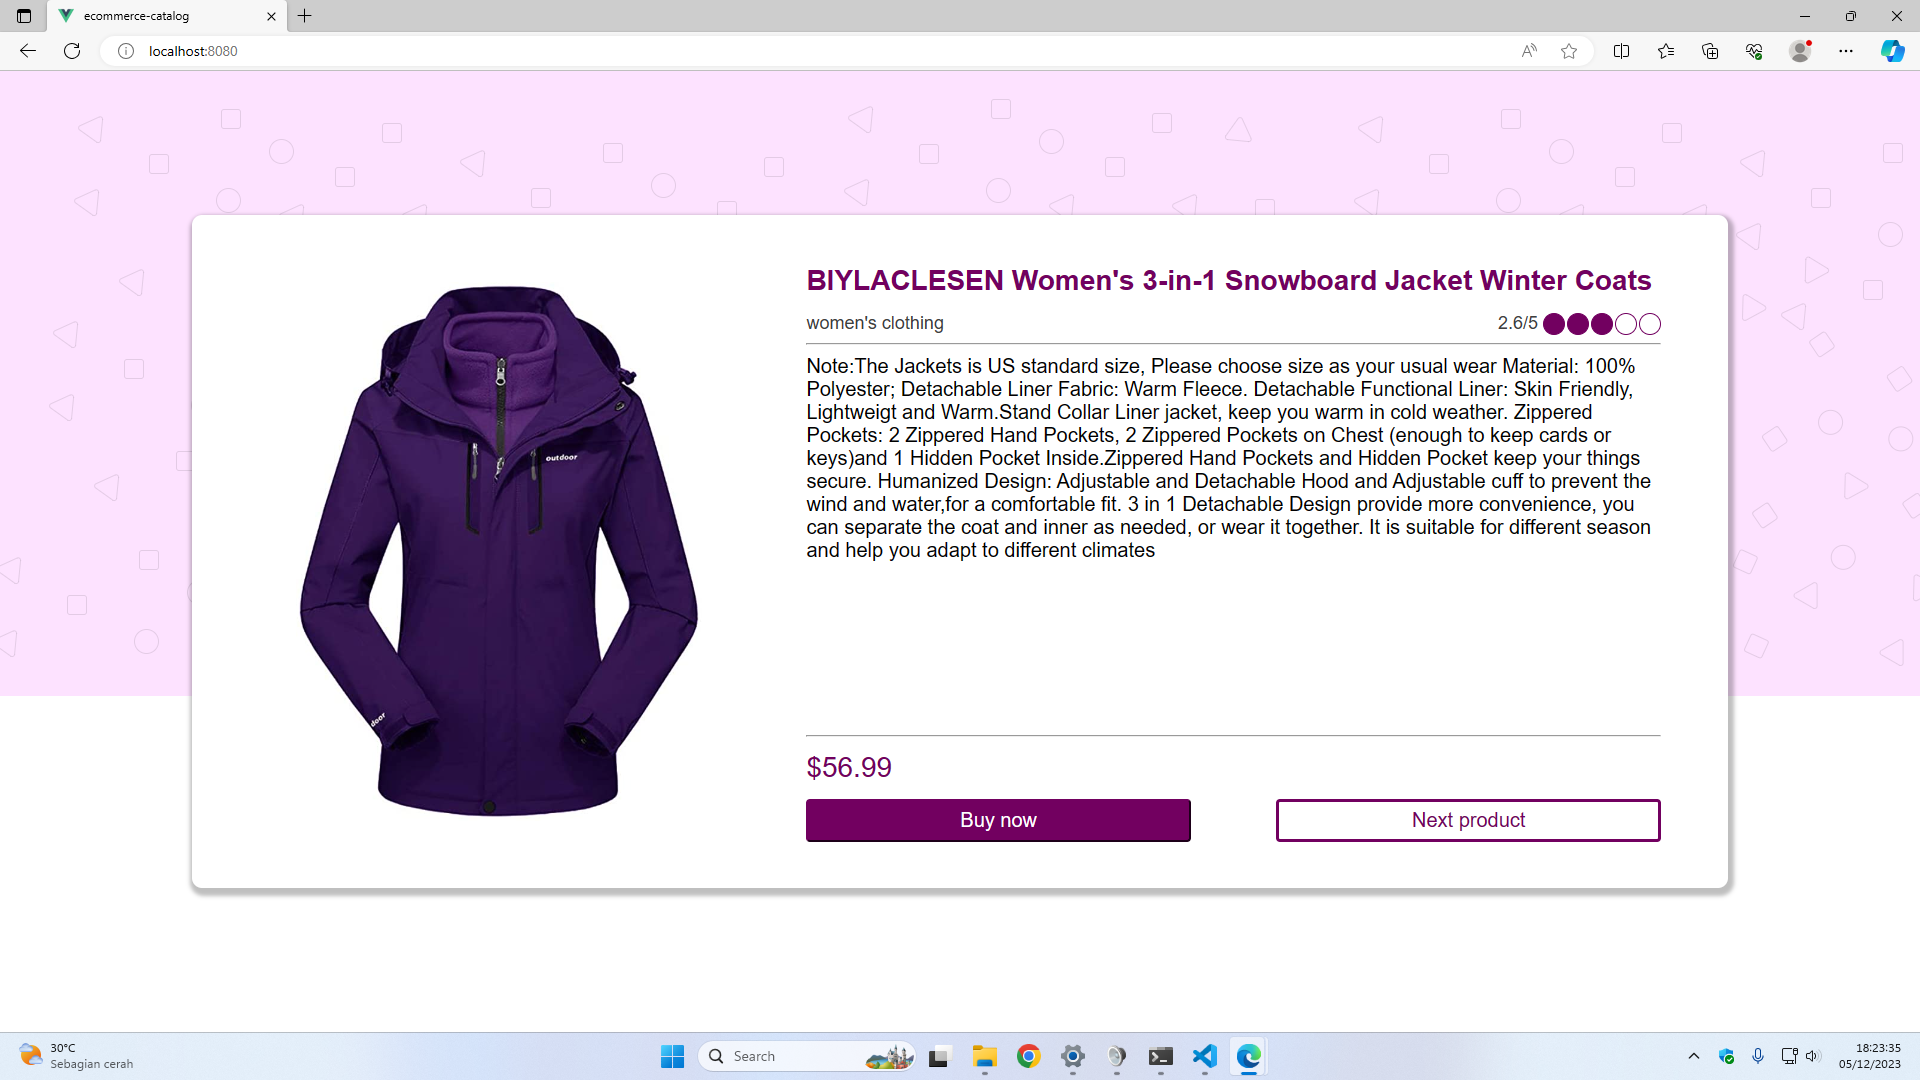 ecommerce-catalog
localhost:8080
BIYLACLESEN Women's 3-in-1 Snowboard Jacket Winter Coats
women's clothing 2.6/5
Note:The Jackets is US standard size, Please choose size as your usual wear Material: 100%
Polyester; Detachable Liner Fabric: Warm Fleece. Detachable Functional Liner: Skin Friendly,
Lightweigt and Warm.Stand Collar Liner jacket, keep you warm in cold weather. Zippered
Pockets: 2 Zippered Hand Pockets, 2 Zippered Pockets on Chest (enough to keep cards or
keys)and 1 Hidden Pocket Inside.Zippered Hand Pockets and Hidden Pocket keep your things
secure. Humanized Design: Adjustable and Detachable Hood and Adjustable cuff to prevent the
wind and water,for a comfortable fit. 3 in 1 Detachable Design provide more convenience, you
can separate the coat and inner as needed, or wear it together. It is suitable for different season
and help you adapt to different climates
outdoor
door
$56.99
Buy now Next product
30°C
Sebagian cerah
Search
18:23:35
05/12/2023